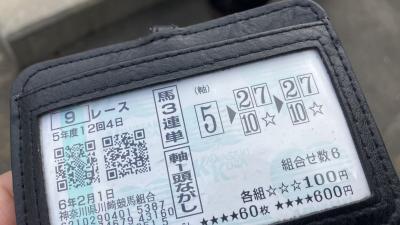 9 レース
5年度12回4日
6年2月1日
神奈川県川崎競馬組合
馬3連単
軸1頭ながし
(軸)
5▶27▶27
10☆ 10☆
組合せ数6
各組☆☆☆100円
★★★★60枚 ★★★★600円